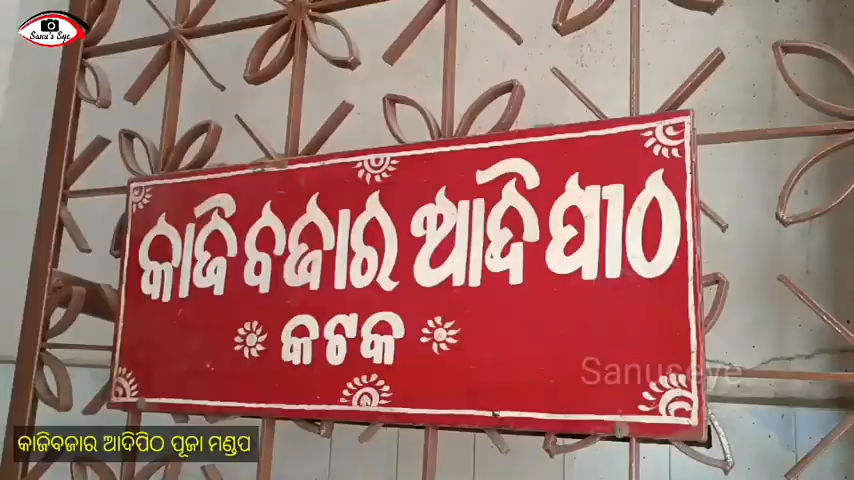 Sanu's Eye
କାଜିବଜାର ଆଦିପୀଠ
କଟକ
Sanuseye
କାଜିବଜାର ଆଦିପିଠ ପୂଜା ମଣ୍ଡପ